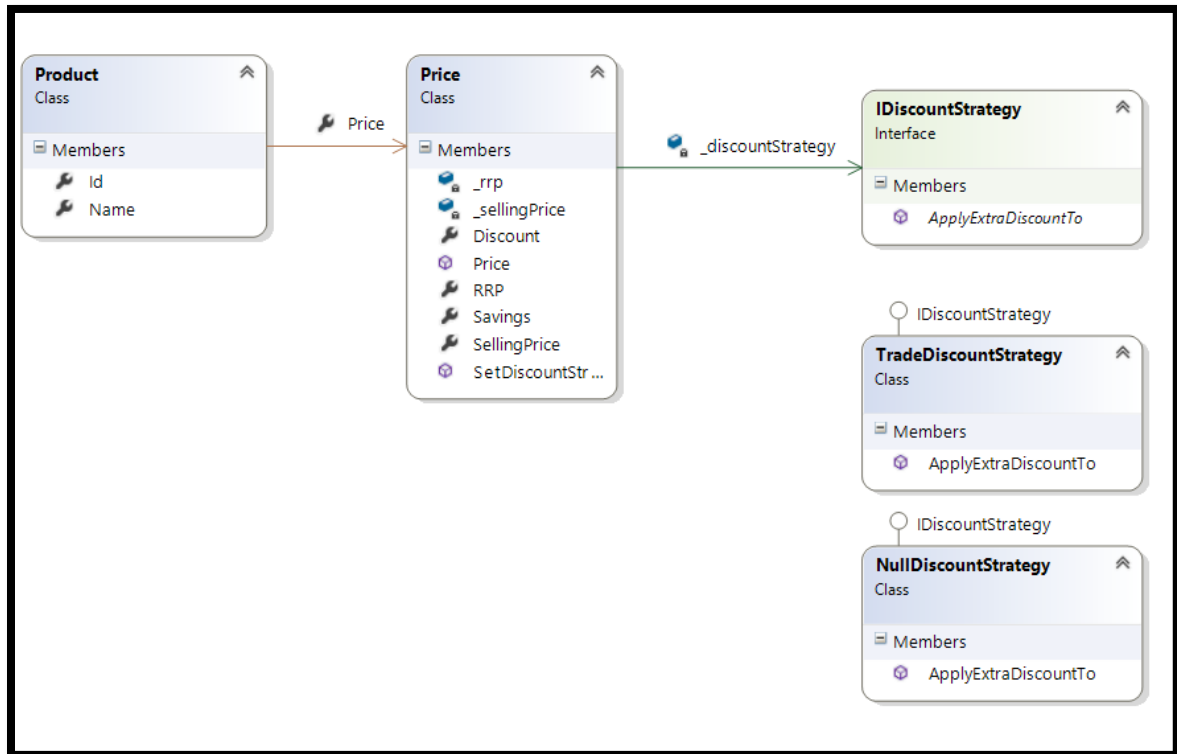 Product
Class
Members
Id
Name
Price
Price
Class
Members
_rrp
_sellingPrice
Discount
Price
RRP
Savings
SellingPrice
SetDiscountStr...
_discountStrategy
IDiscountStrategy
Interface
Members
ApplyExtraDiscountTo
IDiscountStrategy
TradeDiscountStrategy
Class
Members
ApplyExtraDiscountTo
IDiscountStrategy
NullDiscountStrategy
Class
Members
ApplyExtraDiscountTo